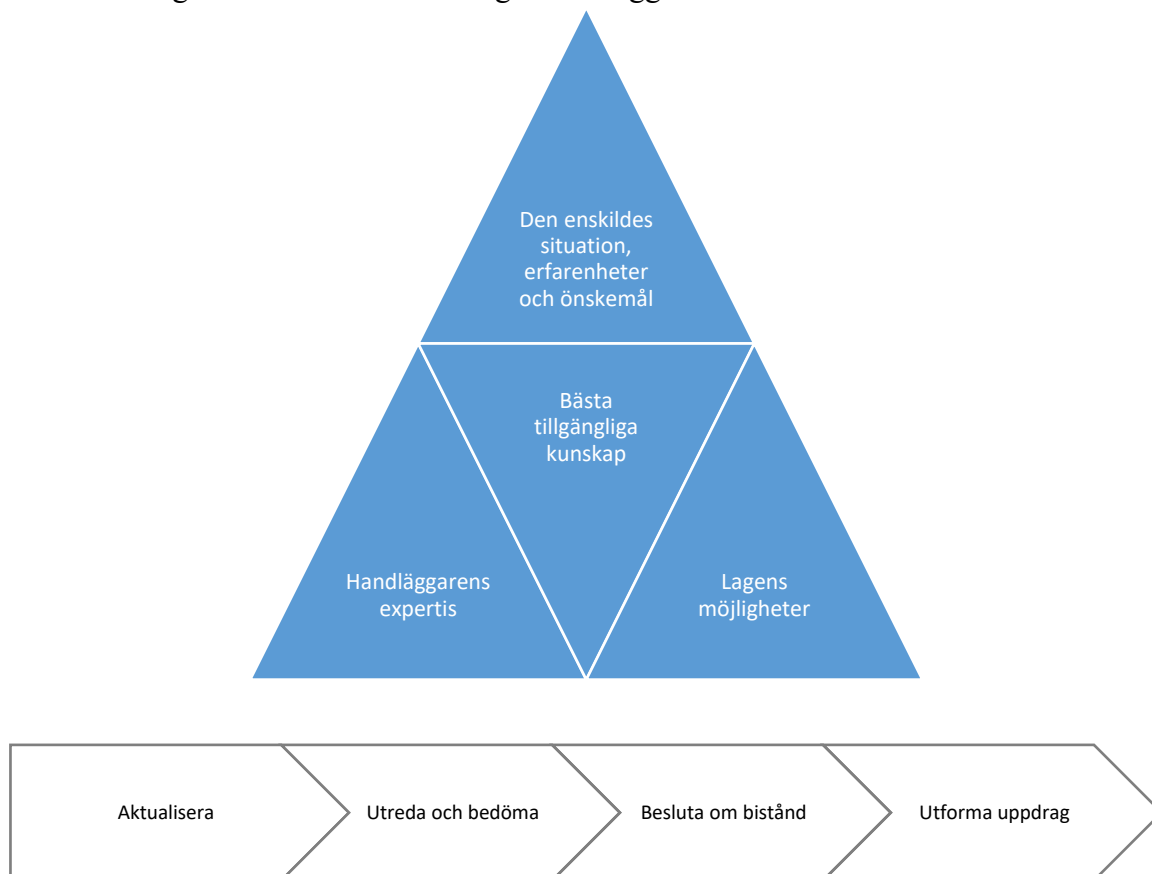 Den enskildes
situation,
erfarenheter
och önskemål
Bästa
tillgängliga
kunskap
Handläggarens
expertis
Lagens
möjligheter
Aktualisera
Utreda och bedöma
Besluta om bistånd
Utforma uppdrag